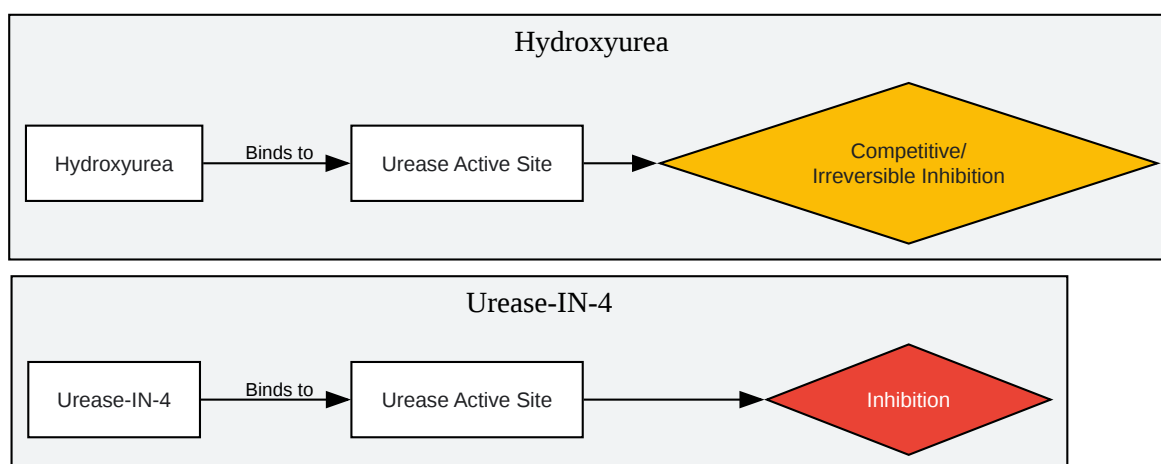 Hydroxyurea
Hydroxyurea
Binds to
Urease Active Site
Competitive/
Irreversible Inhibition
Urease-IN-4
Urease-IN-4
Binds to
Urease Active Site
Inhibition